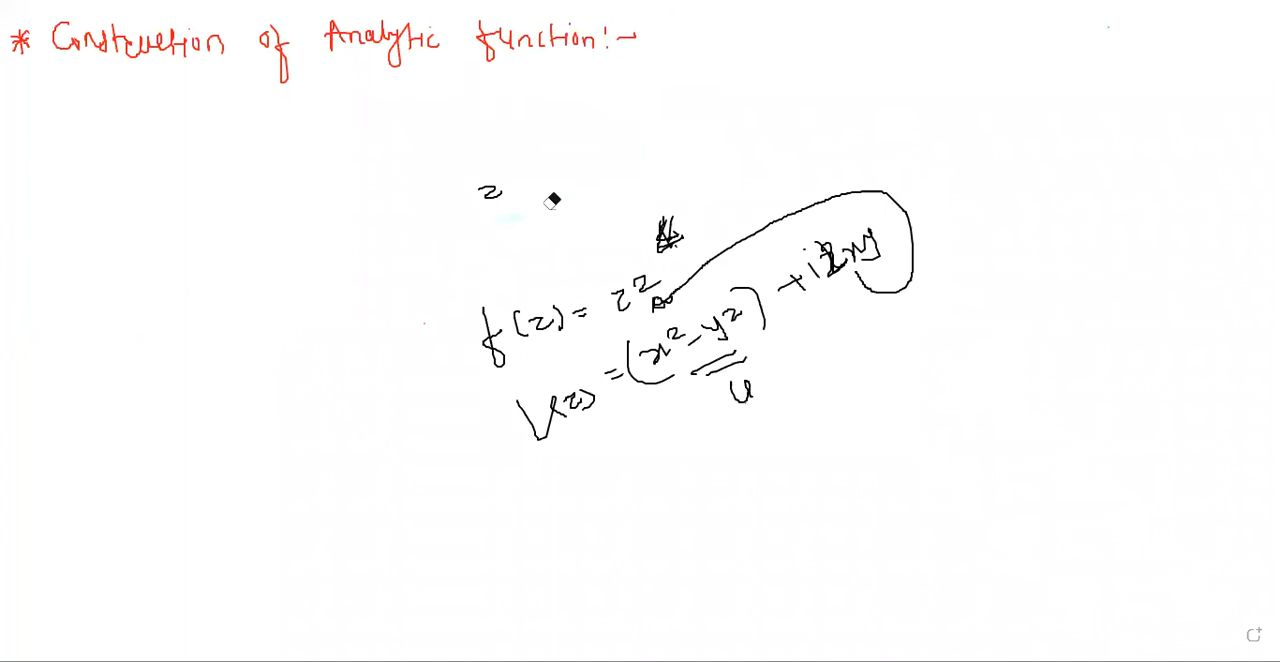 * Construction of Analytic function:-
z
f(z) = z²
V(z) = (x² - y²) + i2xy
u